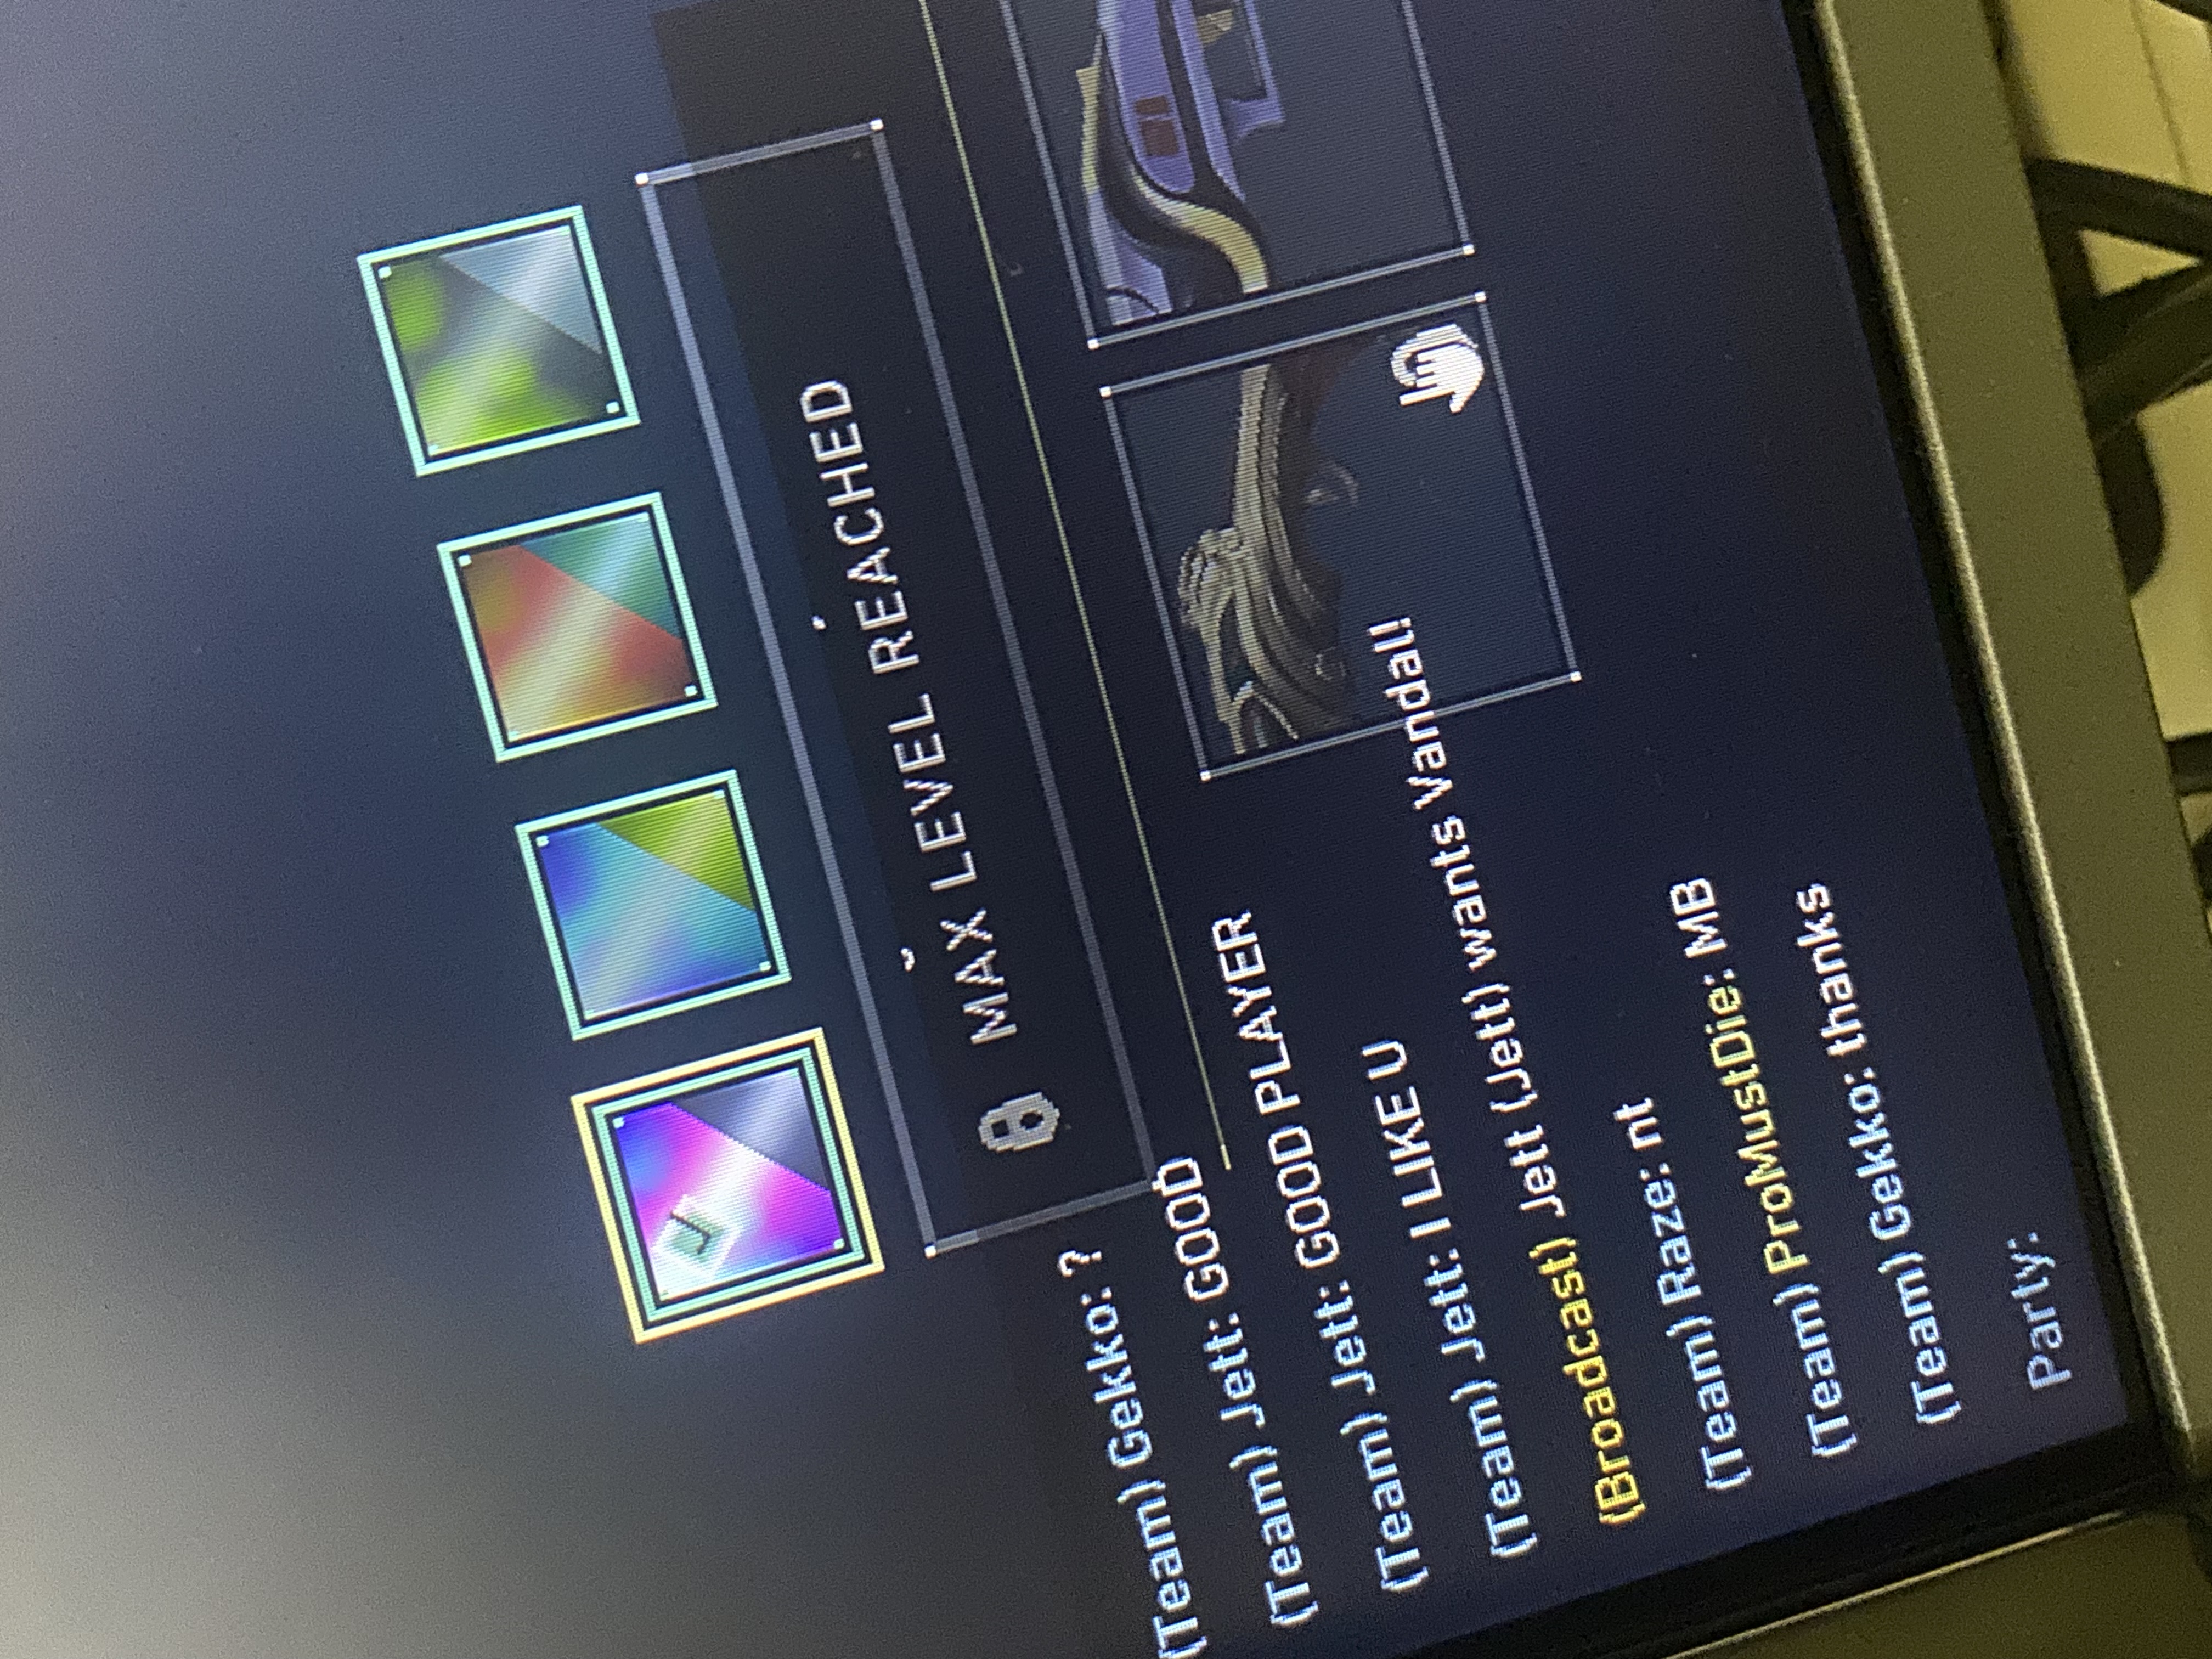 MAX LEVEL REACHED
(Team) Gekko: ?
(Team) Jett: GOOD
(Team) Jett: GOOD PLAYER
(Team) Jett: I LIKE U
(Broadcast) Jett (Jett) wants Vandal!
(Team) Raze: nt
(Team) ProMustDie: MB
(Team) Gekko: thanks
Party: